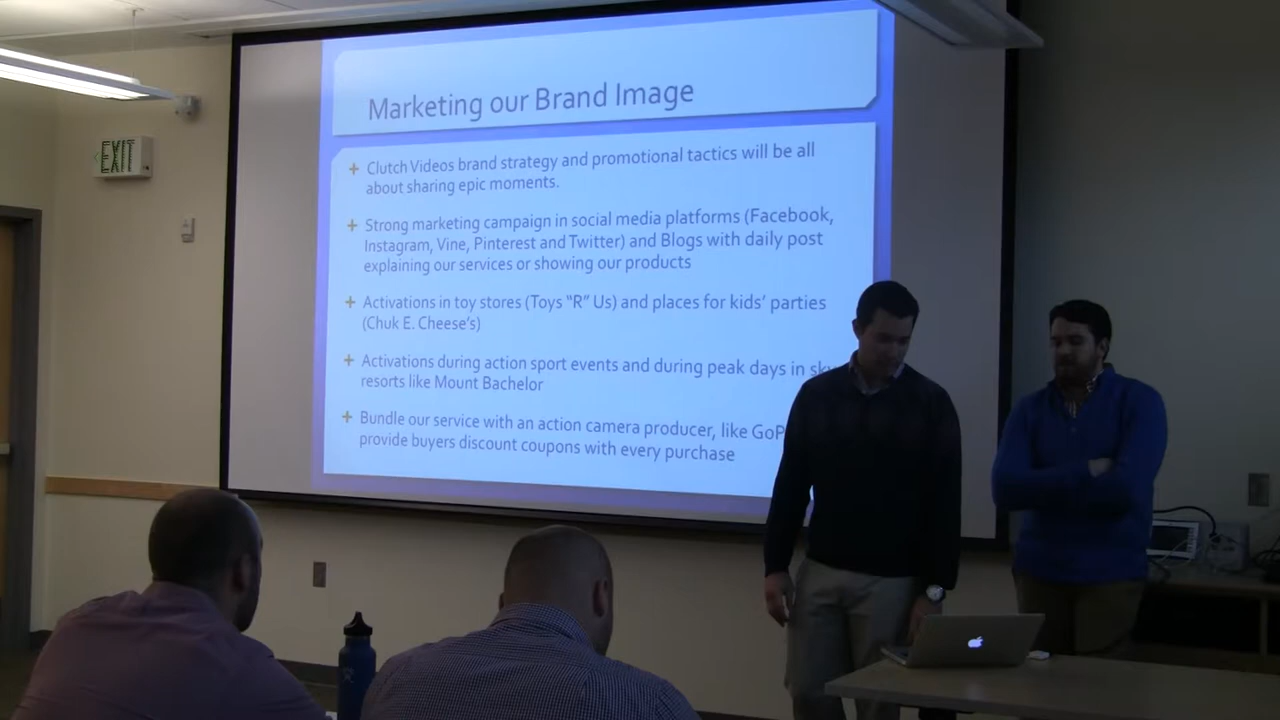 EXIT
Marketing our Brand Image
Clutch Videos brand strategy and promotional tactics will be all
about sharing epic moments.
Strong marketing campaign in social media platforms (Facebook,
Instagram, Vine, Pinterest and Twitter) and Blogs with daily post
explaining our services or showing our products
Activations in toy stores (Toys “R” Us) and places for kids’ parties
(Chuk E. Cheese’s)
Activations during action sport events and during peak days in sky
resorts like Mount Bachelor
Bundle our service with an action camera producer, like GoP
provide buyers discount coupons with every purchase